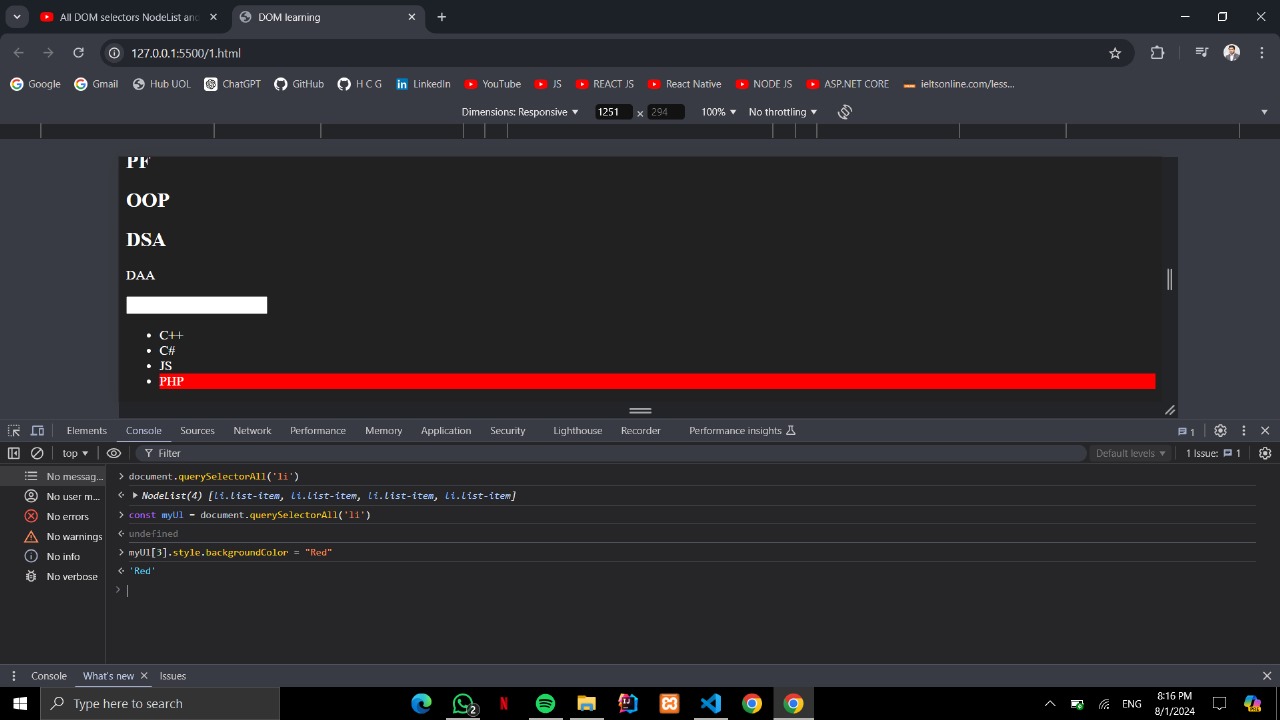 All DOM selectors NodeList and
DOM learning
127.0.0.1:5500/1.html
Google Gmail Hub UOL ChatGPT GitHub H C G LinkedIn YouTube JS REACT JS React Native NODE JS ASP.NET CORE ieltsonline.com/less...
Dimensions: Responsive 1251 x 294 100% No throttling
PF
OOP
DSA
DAA
C++
C#
JS
PHP
Elements Console Sources Network Performance Memory Application Security Lighthouse Recorder Performance insights 1
top Filter Default levels 1 Issue: 1
No messag...
No user m...
No errors
No warnings
No info
No verbose
document.querySelectorAll('li')
NodeList(4) [li.list-item, li.list-item, li.list-item, li.list-item]
const myUl = document.querySelectorAll('li')
undefined
myUl[3].style.backgroundColor = "Red"
'Red'
Console What's new Issues
Type here to search
2
ENG
8:16 PM
8/1/2024